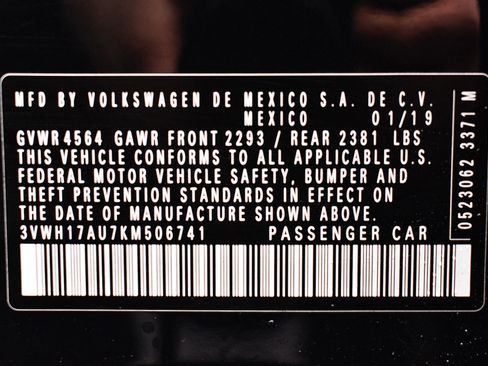 MFD BY VOLKSWAGEN DE MEXICO S.A. DE C.V.
MEXICO 01/19
GVWR 4564 GAWR FRONT 2293 / REAR 2381 LBS
THIS VEHICLE CONFORMS TO ALL APPLICABLE U.S.
FEDERAL MOTOR VEHICLE SAFETY, BUMPER AND
THEFT PREVENTION STANDARDS IN EFFECT ON
THE DATE OF MANUFACTURE SHOWN ABOVE.
3VWH17AU7KM506741 PASSENGER CAR
0523062 3371 M